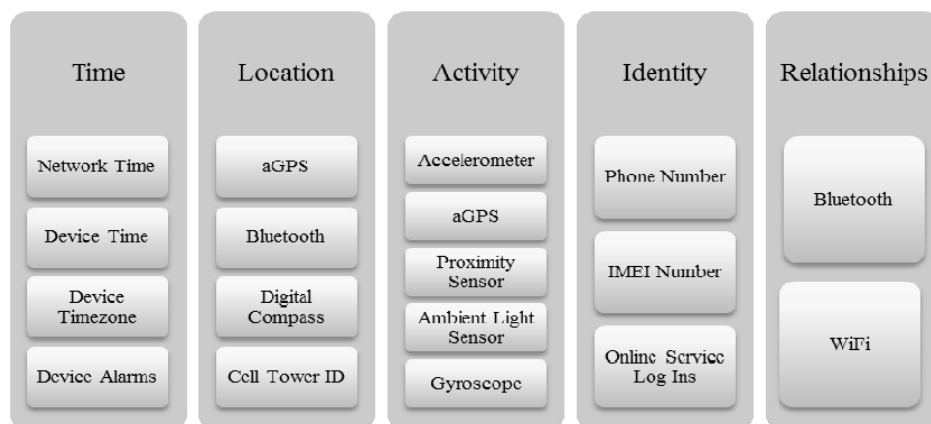 Time
Network Time
Device Time
Device
Timezone
Device Alarms
Location
aGPS
Bluetooth
Digital
Compass
Cell Tower ID
Activity
Accelerometer
aGPS
Proximity
Sensor
Ambient Light
Sensor
Gyroscope
Identity
Phone Number
IMEI Number
Online Service
Log Ins
Relationships
Bluetooth
WiFi